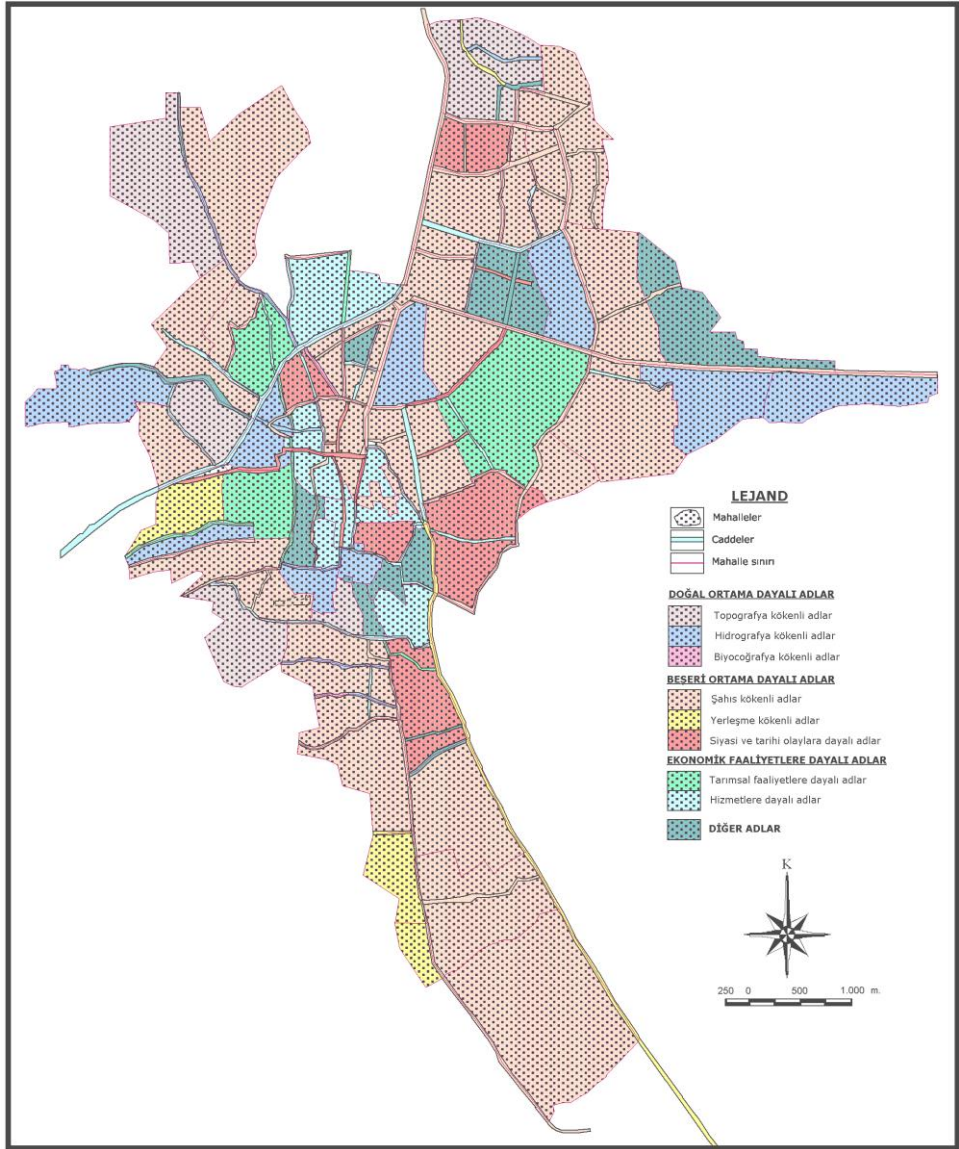 LEJAND
Mahalleler
Caddeler
Mahalle sınırı
DOĞAL ORTAMA DAYALI ADLAR
Topografya kökenli adlar
Hidrografya kökenli adlar
Biyocoğrafya kökenli adlar
BEŞERİ ORTAMA DAYALI ADLAR
Şahıs kökenli adlar
Yerleşme kökenli adlar
Siyasi ve tarihi olaylara dayalı adlar
EKONOMİK FAALİYETLERE DAYALI ADLAR
Tarımsal faaliyetlere dayalı adlar
Hizmetlere dayalı adlar
DİĞER ADLAR
K
250 0 500 1.000 m.